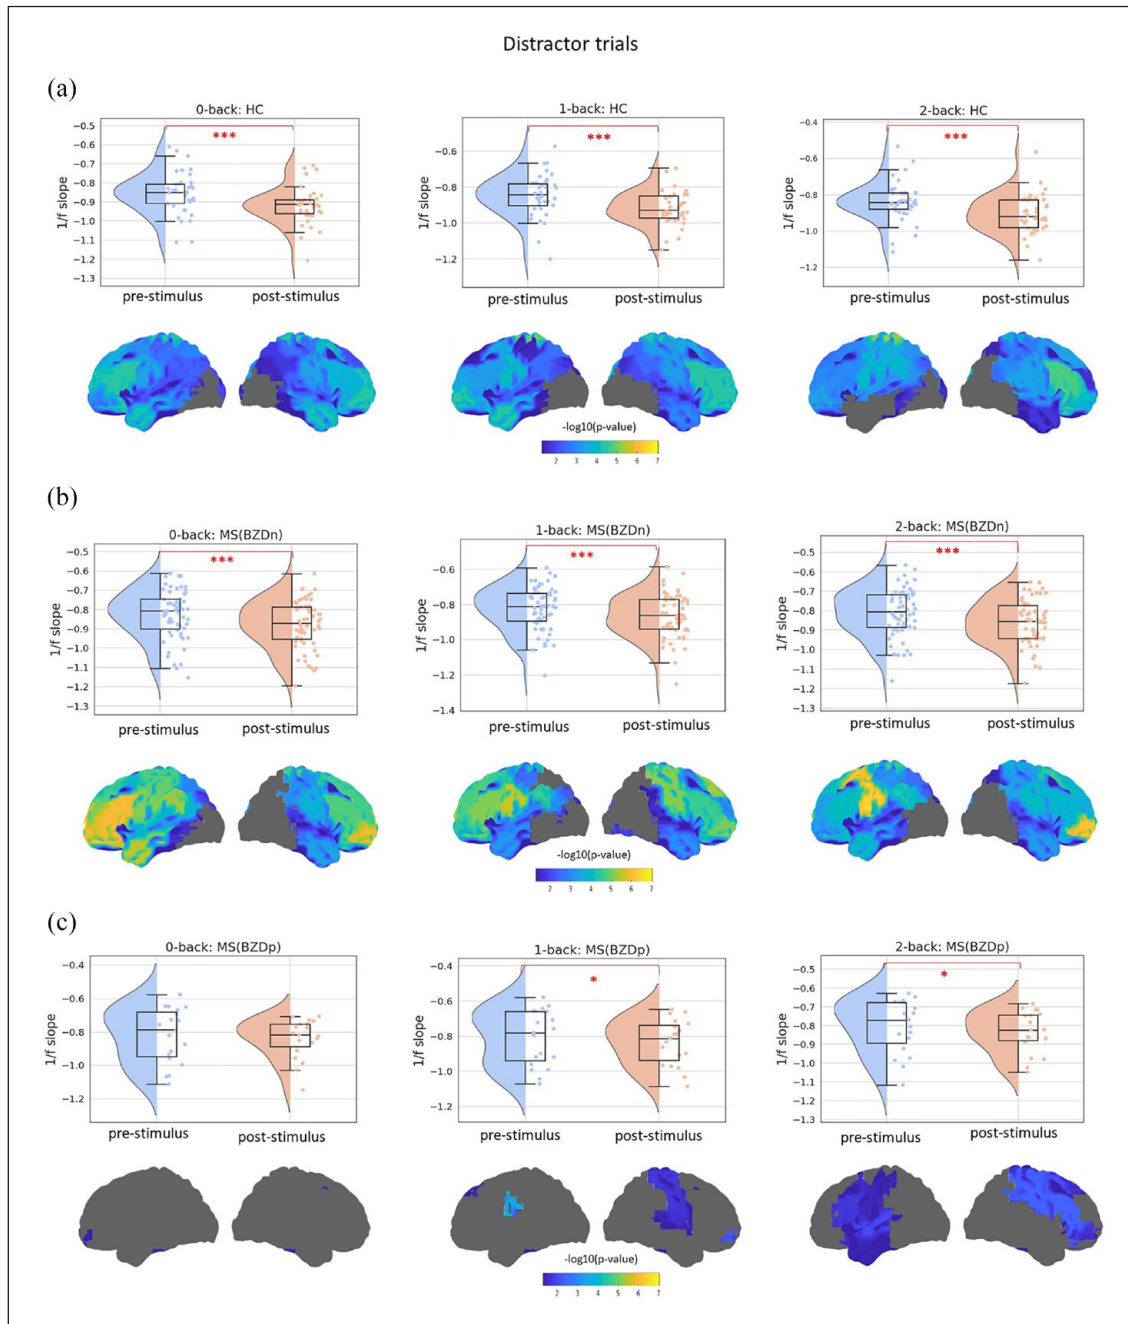 Distractor trials
(a)
0-back: HC
1-back: HC
2-back: HC
***
***
***
1/f slope
−0.5
−0.6
−0.7
−0.8
−0.9
−1.0
−1.1
−1.2
−1.3
1/f slope
−0.6
−0.8
−1.0
−1.2
1/f slope
−0.4
−0.6
−0.8
−1.0
−1.2
pre-stimulus post-stimulus
pre-stimulus post-stimulus
pre-stimulus post-stimulus
-log10(p-value)
2 3 4 5 6 7
(b)
0-back: MS(BZDn)
1-back: MS(BZDn)
2-back: MS(BZDn)
***
***
***
1/f slope
−0.5
−0.6
−0.7
−0.8
−0.9
−1.0
−1.1
−1.2
−1.3
1/f slope
−0.6
−0.8
−1.0
−1.2
−1.4
1/f slope
−0.5
−0.6
−0.7
−0.8
−0.9
−1.0
−1.1
−1.2
−1.3
pre-stimulus post-stimulus
pre-stimulus post-stimulus
pre-stimulus post-stimulus
-log10(p-value)
2 3 4 5 6 7
(c)
0-back: MS(BZDp)
1-back: MS(BZDp)
2-back: MS(BZDp)
*
*
1/f slope
−0.4
−0.6
−0.8
−1.0
−1.2
1/f slope
−0.4
−0.6
−0.8
−1.0
−1.2
1/f slope
−0.5
−0.6
−0.7
−0.8
−0.9
−1.0
−1.1
−1.2
−1.3
pre-stimulus post-stimulus
pre-stimulus post-stimulus
pre-stimulus post-stimulus
-log10(p-value)
2 3 4 5 6 7